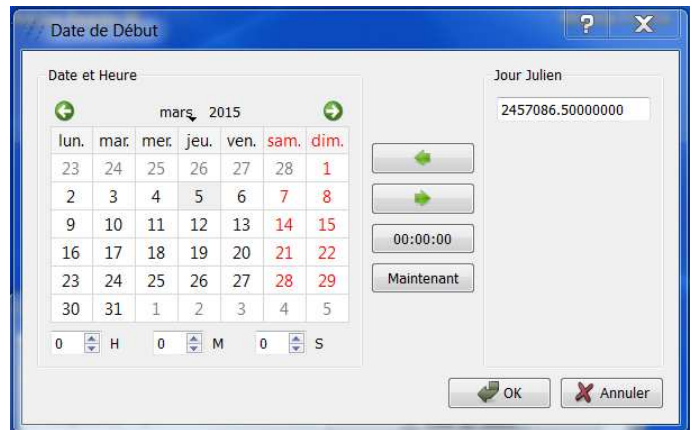 Date de Début
Date et Heure
Jour Julien
mars 2015
2457086.50000000
lun. mar. mer. jeu. ven. sam. dim.
23 24 25 26 27 28 1
2 3 4 5 6 7 8
9 10 11 12 13 14 15
16 17 18 19 20 21 22
23 24 25 26 27 28 29
30 31 1 2 3 4 5
00:00:00
Maintenant
0 H 0 M 0 S
OK
Annuler